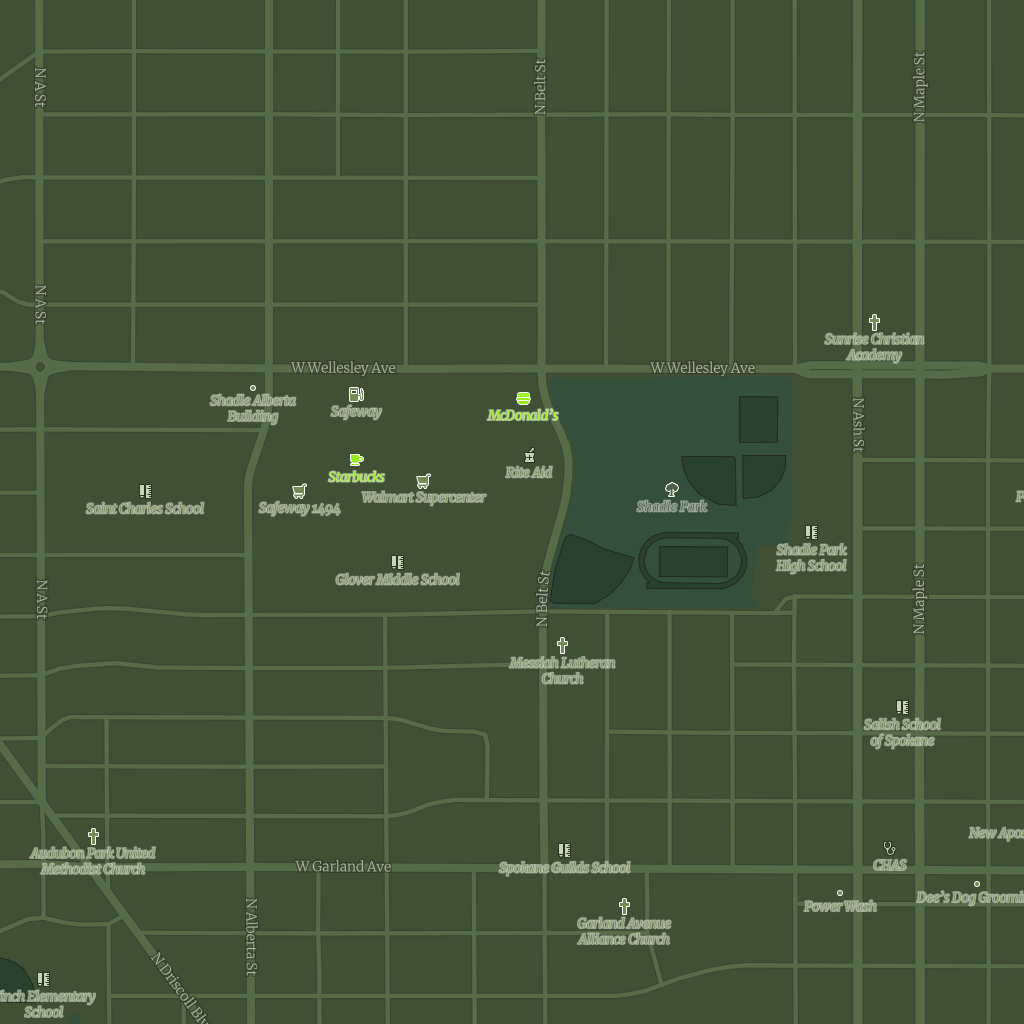 N A St
N Belt St
N Maple St
N A St
Sunrise Christian
Academy
W Wellesley Ave
W Wellesley Ave
Shadle Alberta
Building
Safeway
McDonald's
N Ash St
Starbucks
Rite Aid
Saint Charles School
Safeway 1494
Walmart Supercenter
Shadle Park
Shadle Park
High School
Glover Middle School
N A St
N Belt St
N Maple St
Messiah Lutheran
Church
Salish School
of Spokane
New Apos
Audubon Park United
Methodist Church
W Garland Ave
Spokane Guilds School
CHAS
Power Wash
Dee's Dog Groomin
Garland Avenue
Alliance Church
N Alberta St
N Driscoll Blv
inch Elementary
School